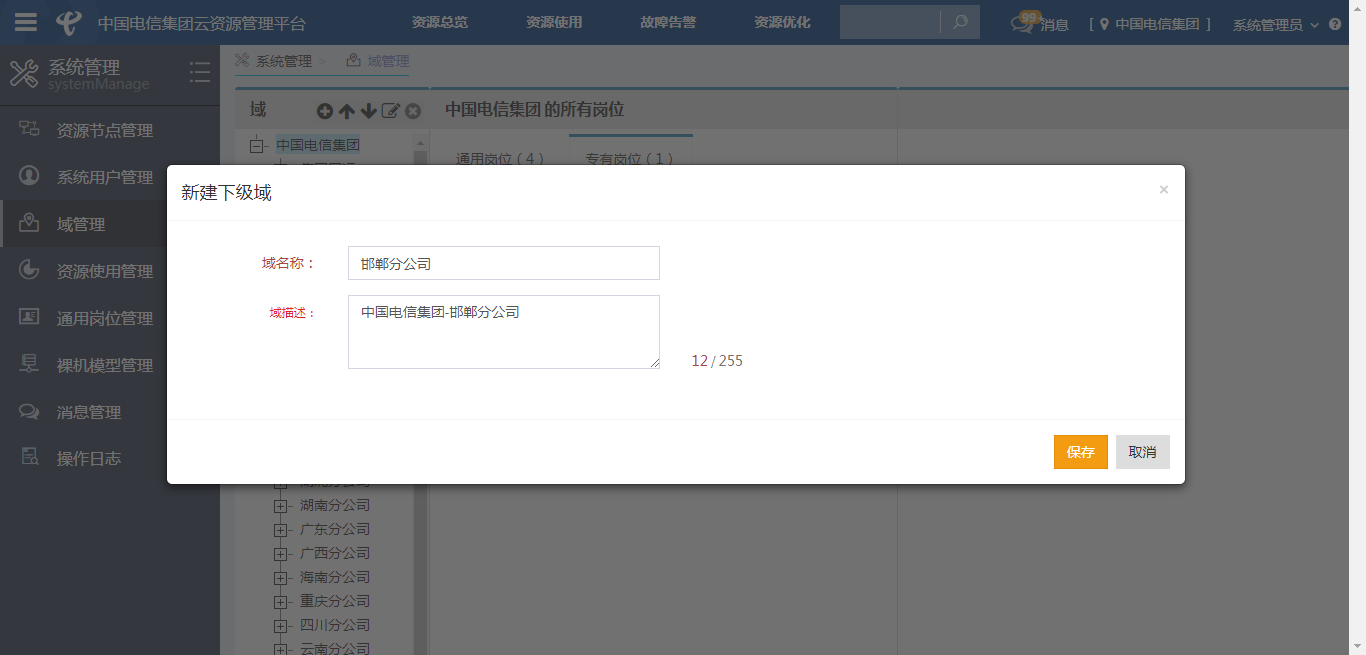 中国电信集团云资源管理平台 资源总览 资源使用 故障告警 资源优化 99 消息 [ 中国电信集团 ] 系统管理员
系统管理 > 域管理
系统管理
systemManage
域 中国电信集团 的所有岗位
资源节点管理
中国电信集团
通用岗位 ( 4 ) 专有岗位 ( 1 )
系统用户管理
域管理
资源使用管理
通用岗位管理
裸机模型管理
消息管理
操作日志
新建下级域 ×
域名称：
邯郸分公司
域描述：
中国电信集团-邯郸分公司
12 / 255
保存 取消
湖南分公司
广东分公司
广西分公司
海南分公司
重庆分公司
四川分公司
云南分公司